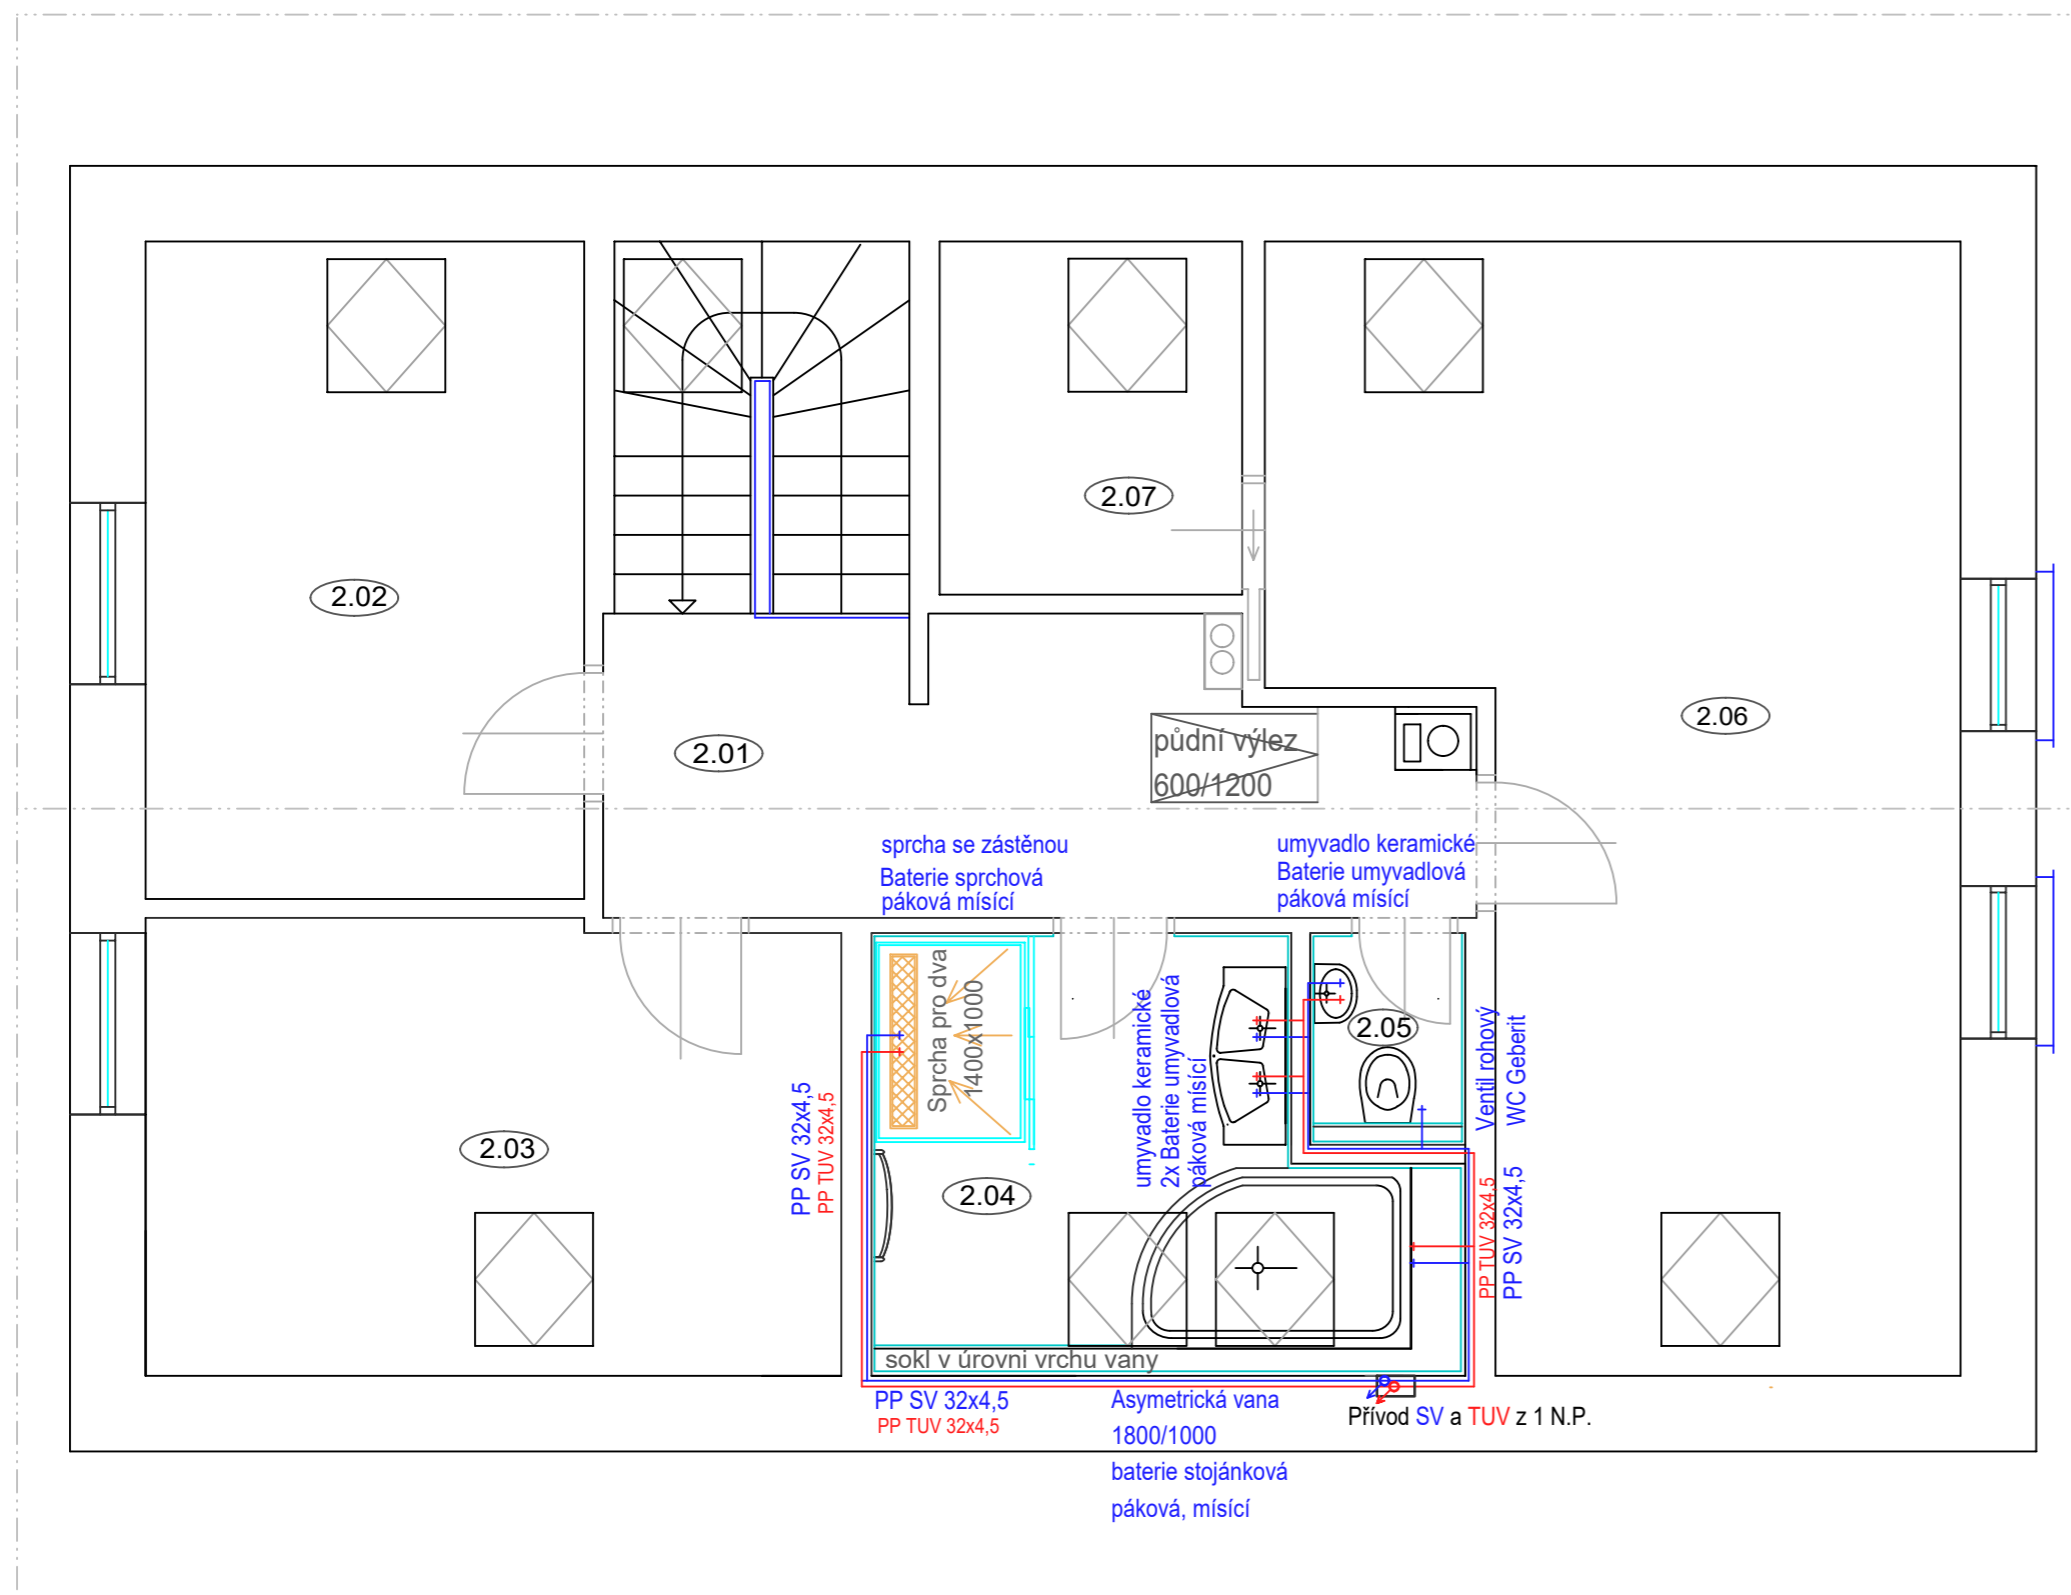 2.07
2.02
2.06
2.01
půdní výlez
600/1200
sprcha se zástěnou
Baterie sprchová
páková mísící
umyvadlo keramické
Baterie umyvadlová
páková mísící
Sprcha pro dva
1400x1000
umyvadlo keramické
2x Baterie umyvadlová
páková mísící
2.05
Ventil rohový
WC Geberit
PP SV 32x4,5
PP TUV 32x4,5
2.03
2.04
PP TUV 32x4,5
PP SV 32x4,5
sokl v úrovni vrchu vany
PP SV 32x4,5
PP TUV 32x4,5
Asymetrická vana
1800/1000
baterie stojánková
páková, mísící
Přívod SV a TUV z 1 N.P.